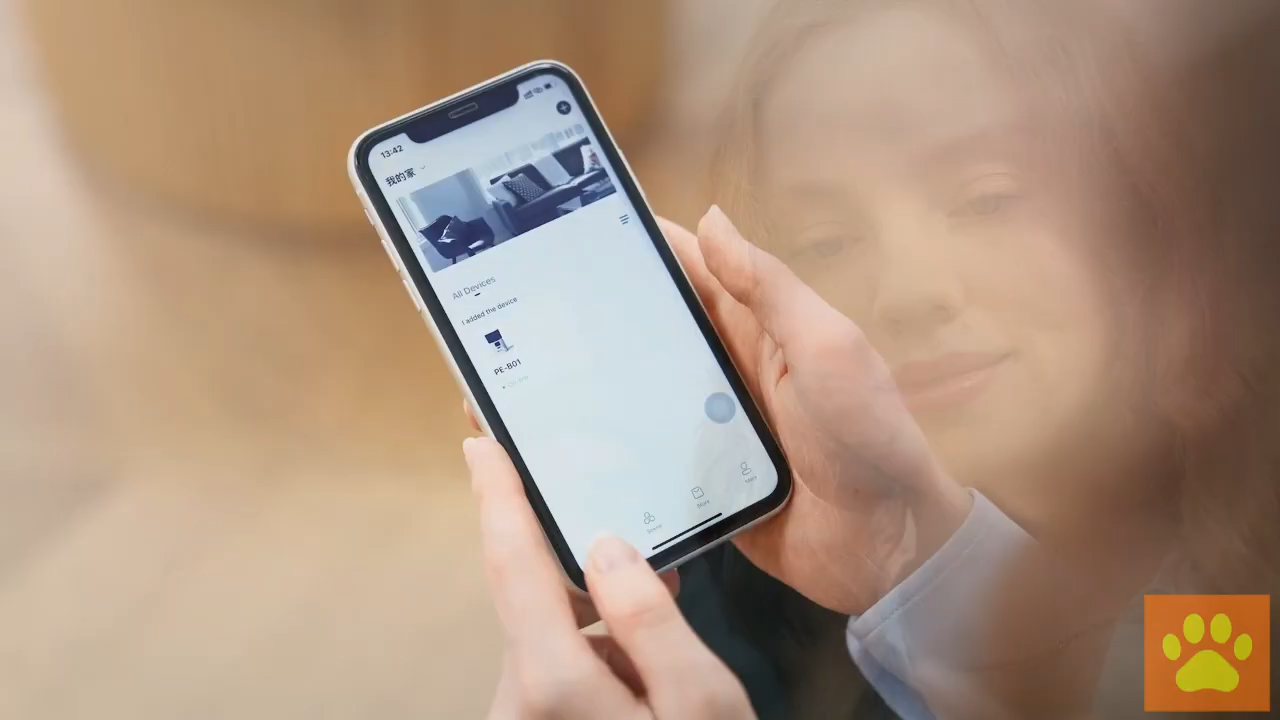 13:42
我的家
All Devices
I added the device
PE-B01